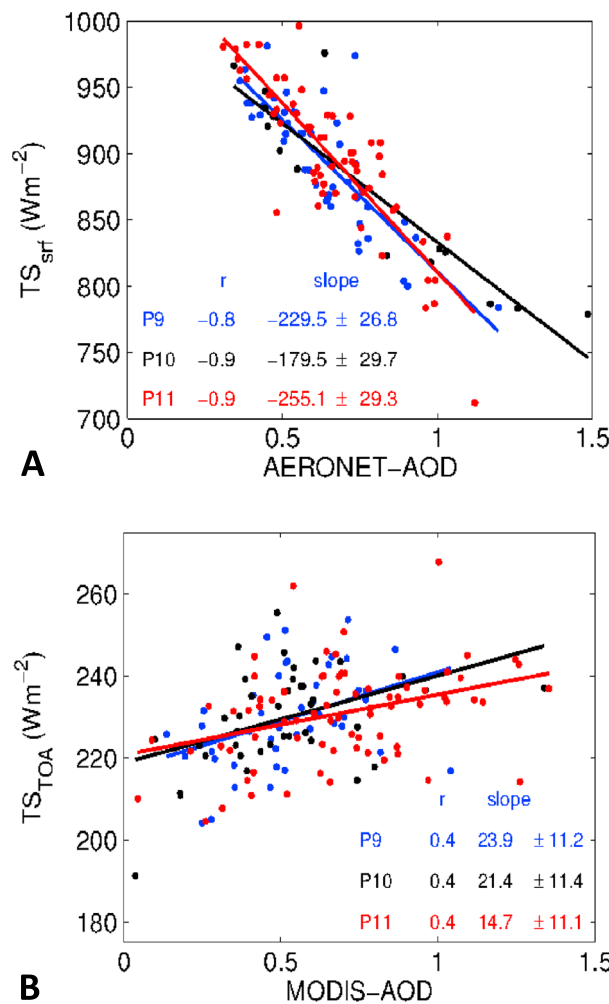 1000
950
900
850
800
750
700
TS_srf (Wm⁻²)
r slope
P9 −0.8 −229.5 ± 26.8
P10 −0.9 −179.5 ± 29.7
P11 −0.9 −255.1 ± 29.3
0 0.5 1 1.5
A
AERONET−AOD
260
240
220
200
180
TS_TOA (Wm⁻²)
r slope
P9 0.4 23.9 ±11.2
P10 0.4 21.4 ±11.4
P11 0.4 14.7 ±11.1
0 0.5 1 1.5
B
MODIS−AOD